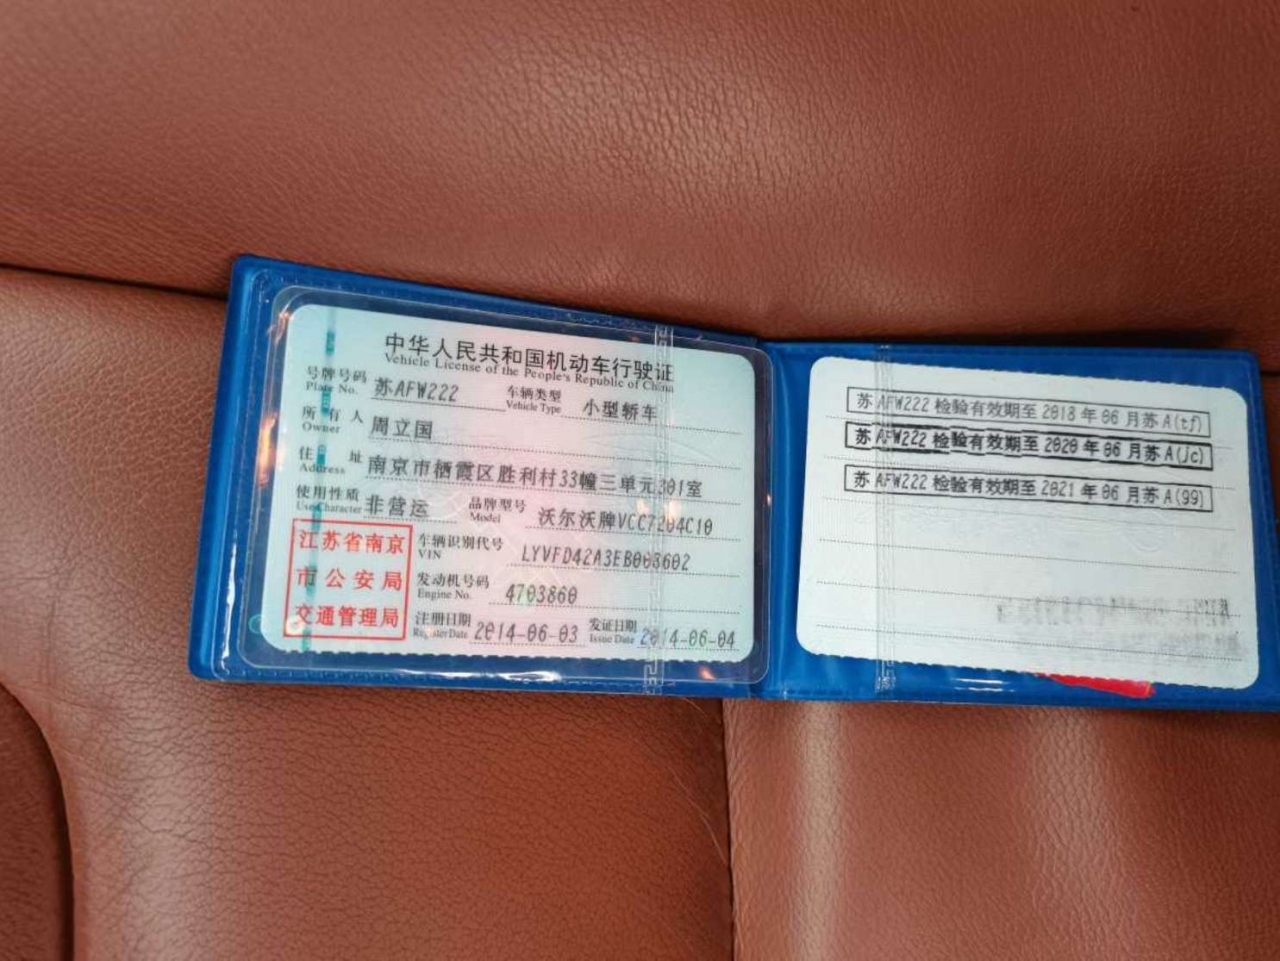 中华人民共和国机动车行驶证
Vehicle License of the People's Republic of China
号牌号码 苏AFW222 车辆类型 小型轿车
Plate No. Vehicle Type
所有人 周立国
Owner
住址 南京市栖霞区胜利村33幢三单元301室
Address
使用性质 非营运 品牌型号 沃尔沃牌VCC7204C10
Use Character Model
江苏省南京
市公安局
交通管理局
车辆识别代号 LYVFD42A3EB003602
VIN
发动机号码 4703860
Engine No.
注册日期 2014-06-03 发证日期 2014-06-04
Register Date Issue Date
苏AFW222检验有效期至2018年06月苏A(tf)
苏AFW222检验有效期至2020年06月苏A(jc)
苏AFW222检验有效期至2021年06月苏A(99)